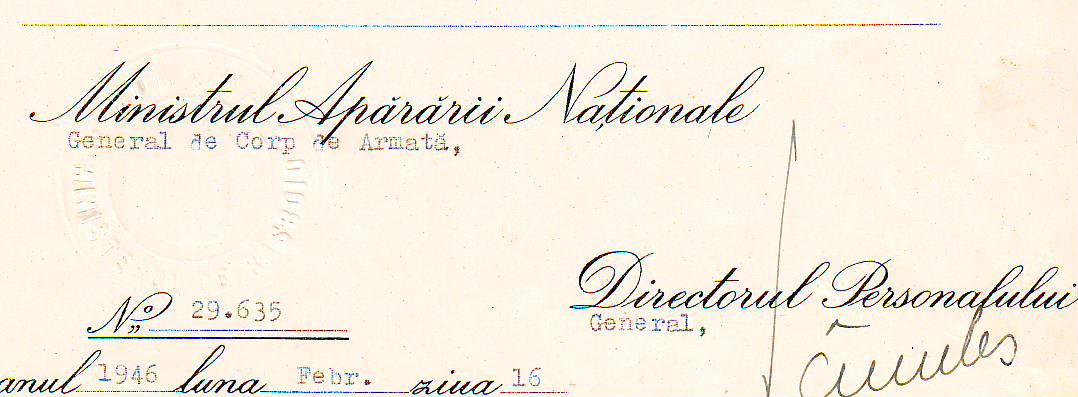 Ministrul Apărării Naționale
General de Corp de Armată,
Directorul Personalului
General,
No 29.635
anul 1946 luna Febr. ziua 16